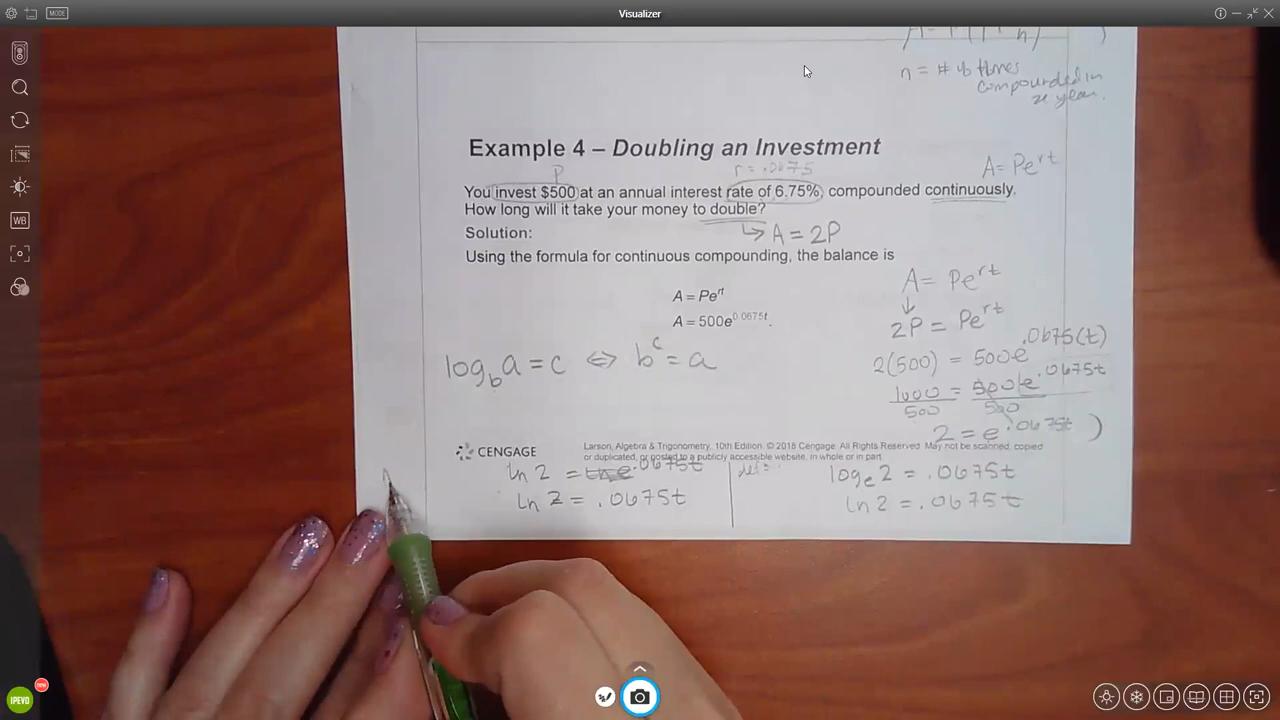 MODE
Visualizer
n = # of times
compounded in
year.
Example 4 – Doubling an Investment
P
r = .0675
A = Pe^rt
You invest $500 at an annual interest rate of 6.75%, compounded continuously.
How long will it take your money to double?
↳ A = 2P
Solution:
Using the formula for continuous compounding, the balance is
A = Pe^rt
A = Pe^rt
2P = Pe^rt
A = 500e^0.0675t.
2(500) = 500e^.0675(t)
log_b a = c ⇔ b^c = a
1000 = 500e^.0675t
500 500
2 = e^.0675t )
CENGAGE
Larson, Algebra & Trigonometry, 10th Edition. © 2018 Cengage. All Rights Reserved. May not be scanned, copied
or duplicated, or posted to a publicly accessible website, in whole or in part.
ln 2 = ln e^.0675t
ln 2 = .0675t
def:
log_e 2 = .0675t
ln 2 = .0675t
WB
IPEVO